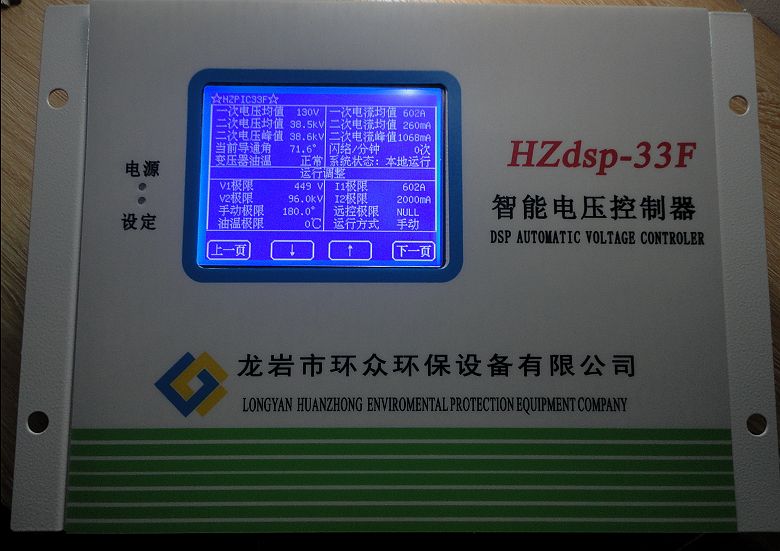 ☆HZPIC33F☆
一次电压均值 130V 一次电流均值 602A
二次电压均值 38.5kV 二次电流均值 260mA
二次电压峰值 38.6kV 二次电流峰值 1068mA
当前导通角 71.6° 闪络/分钟 0次
变压器油温 正常 系统状态: 本地运行
运行调整
V1极限 449 V I1极限 602A
V2极限 96.0kV I2极限 2000mA
手动极限 180.0° 远控极限 NULL
油温极限 0℃ 运行方式 手动
上一页 ↓ ↑ 下一页
电源
设定
HZdsp-33F
智能电压控制器
DSP AUTOMATIC VOLTAGE CONTROLER
龙岩市环众环保设备有限公司
LONGYAN HUANZHONG ENVIROMENTAL PROTECTION EQUIPMENT COMPANY